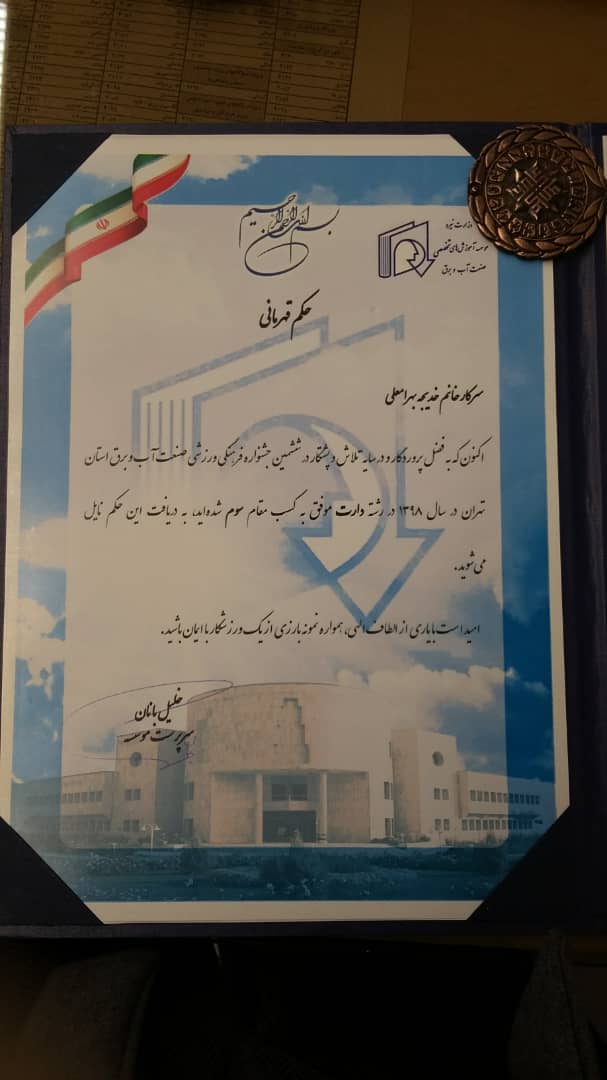 بسم الله الرحمن الرحیم
وزارت نیرو
موسسه آموزش‌های تخصصی
صنعت آب و برق
حکم قهرمانی
سرکار خانم خدیجه بهرامعلی
اکنون که به فضل پروردگار و در سایه تلاش و پشتکار در ششمین جشنواره فرهنگی ورزشی صنعت آب و برق استان
تهران در سال ۱۳۹۸ در رشته دارت موفق به کسب مقام سوم شده‌اید، به دریافت این حکم نایل
می شوید.
امید است با یاری از الطاف الهی، همواره نمونه بارزی از یک ورزشکار با ایمان باشید.
خلیل بانان
سرپرست موسسه